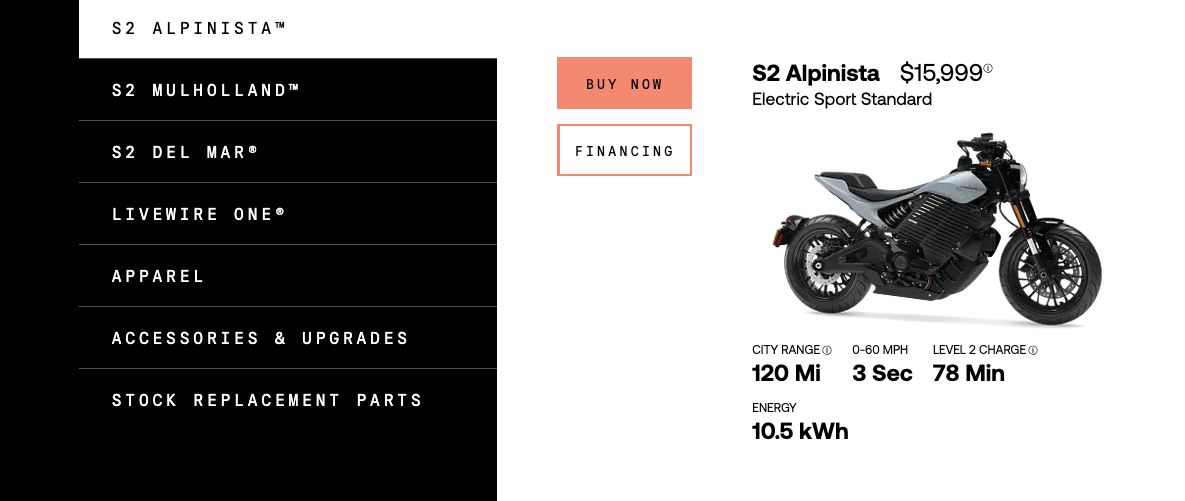 S2 ALPINISTA™
S2 MULHOLLAND™
S2 DEL MAR®
LIVEWIRE ONE®
APPAREL
ACCESSORIES & UPGRADES
STOCK REPLACEMENT PARTS
BUY NOW
FINANCING
S2 Alpinista $15,999ⓘ
Electric Sport Standard
CITY RANGEⓘ 0-60 MPH LEVEL 2 CHARGEⓘ
120 Mi 3 Sec 78 Min
ENERGY
10.5 kWh